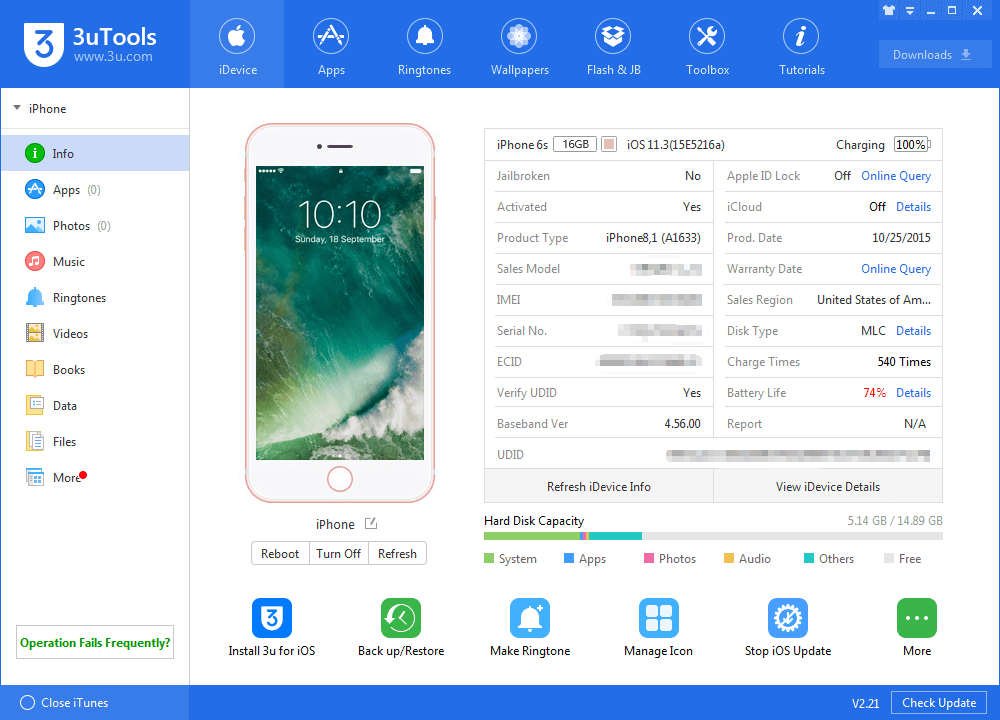 3uTools
www.3u.com
iDevice
Apps
Ringtones
Wallpapers
Flash & JB
Toolbox
Tutorials
Downloads
iPhone
Info
Apps (0)
Photos (0)
Music
Ringtones
Videos
Books
Data
Files
More
Operation Fails Frequently?
10:10
Sunday, 18 September
iPhone
Reboot Turn Off Refresh
iPhone 6s 16GB iOS 11.3(15E5216a) Charging 100%
Jailbroken No
Apple ID Lock Off Online Query
Activated Yes
iCloud Off Details
Product Type iPhone8,1 (A1633)
Prod. Date 10/25/2015
Sales Model
Warranty Date Online Query
IMEI
Sales Region United States of Am...
Serial No.
Disk Type MLC Details
ECID
Charge Times 540 Times
Verify UDID Yes
Battery Life 74% Details
Baseband Ver 4.56.00
Report N/A
UDID
Refresh iDevice Info View iDevice Details
Hard Disk Capacity 5.14 GB / 14.89 GB
System Apps Photos Audio Others Free
Install 3u for iOS
Back up/Restore
Make Ringtone
Manage Icon
Stop iOS Update
More
Close iTunes
V2.21 Check Update